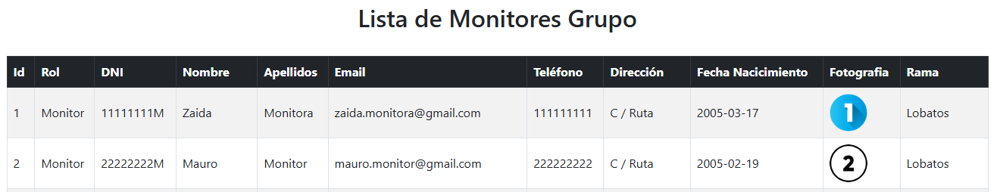 Lista de Monitores Grupo
Id Rol DNI Nombre Apellidos Email Teléfono Dirección Fecha Nacicimiento Fotografia Rama
1 Monitor 11111111M Zaida Monitora zaida.monitora@gmail.com 111111111 C / Ruta 2005-03-17 1 Lobatos
2 Monitor 22222222M Mauro Monitor mauro.monitor@gmail.com 222222222 C / Ruta 2005-02-19 2 Lobatos